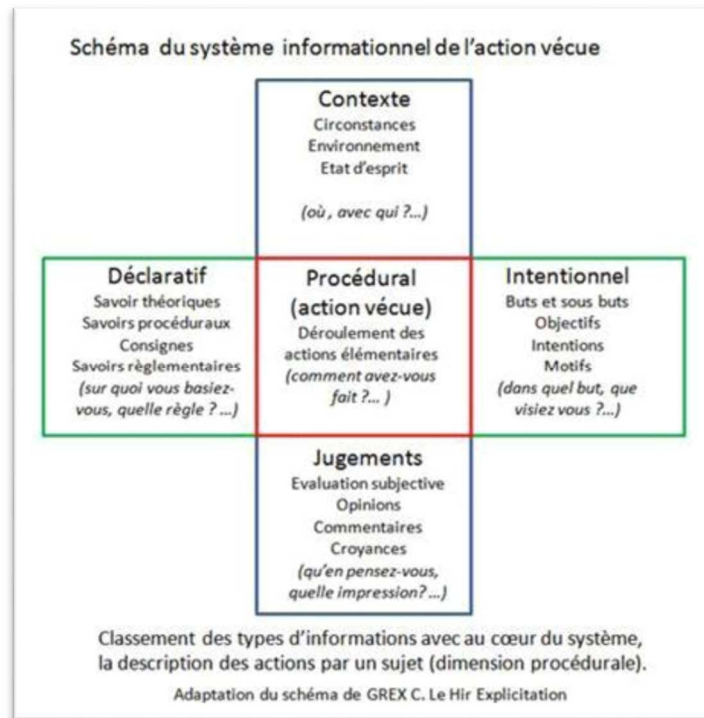 Schéma du système informationnel de l'action vécue
Contexte
Circonstances
Environnement
Etat d'esprit
(où, avec qui ?...)
Déclaratif
Savoir théoriques
Savoirs procéduraux
Consignes
Savoirs règlementaires
(sur quoi vous basiez-
vous, quelle règle ? ...)
Procédural
(action vécue)
Déroulement des
actions élémentaires
(comment avez-vous
fait ?... )
Intentionnel
Buts et sous buts
Objectifs
Intentions
Motifs
(dans quel but, que
visiez vous ?...)
Jugements
Evaluation subjective
Opinions
Commentaires
Croyances
(qu'en pensez-vous,
quelle impression? ...)
Classement des types d'informations avec au cœur du système,
la description des actions par un sujet (dimension procédurale).
Adaptation du schéma de GREX C. Le Hir Explicitation